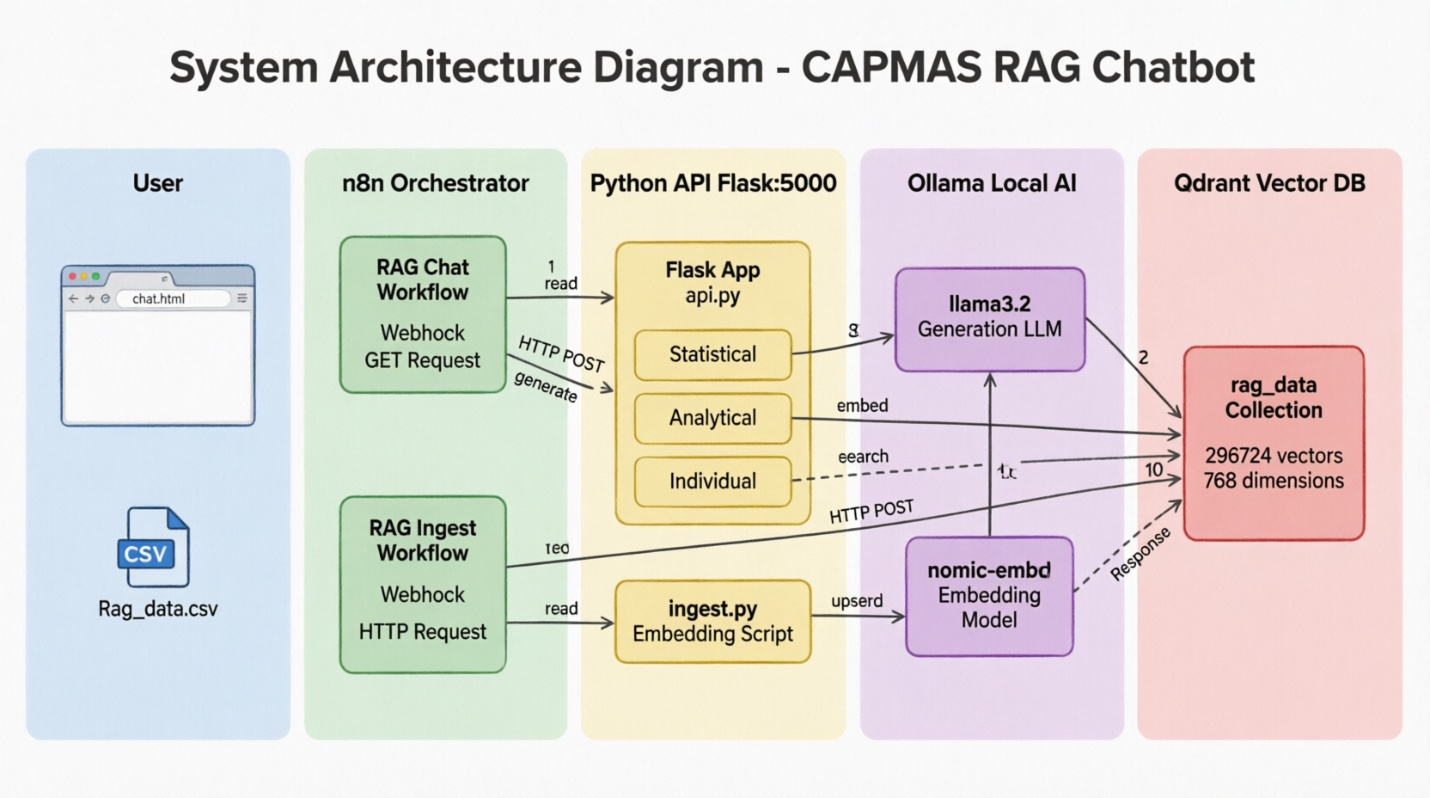 System Architecture Diagram - CAPMAS RAG Chatbot
User
chat.html
CSV
Rag_data.csv
n8n Orchestrator
RAG Chat
Workflow
Webhock
GET Request
1
read
HTTP POST
generate
RAG Ingest
Workflow
Webhock
HTTP Request
read
Python API Flask:5000
Flask App
api.py
Statistical
Analytical
Individual
embed
eearch
HTTP POST
ingest.py
Embedding Script
upserd
Ollama Local AI
llama3.2
Generation LLM
nomic-embd
Embedding
Model
2
10
Response
Qdrant Vector DB
rag_data
Collection
296724 vectors
768 dimensions